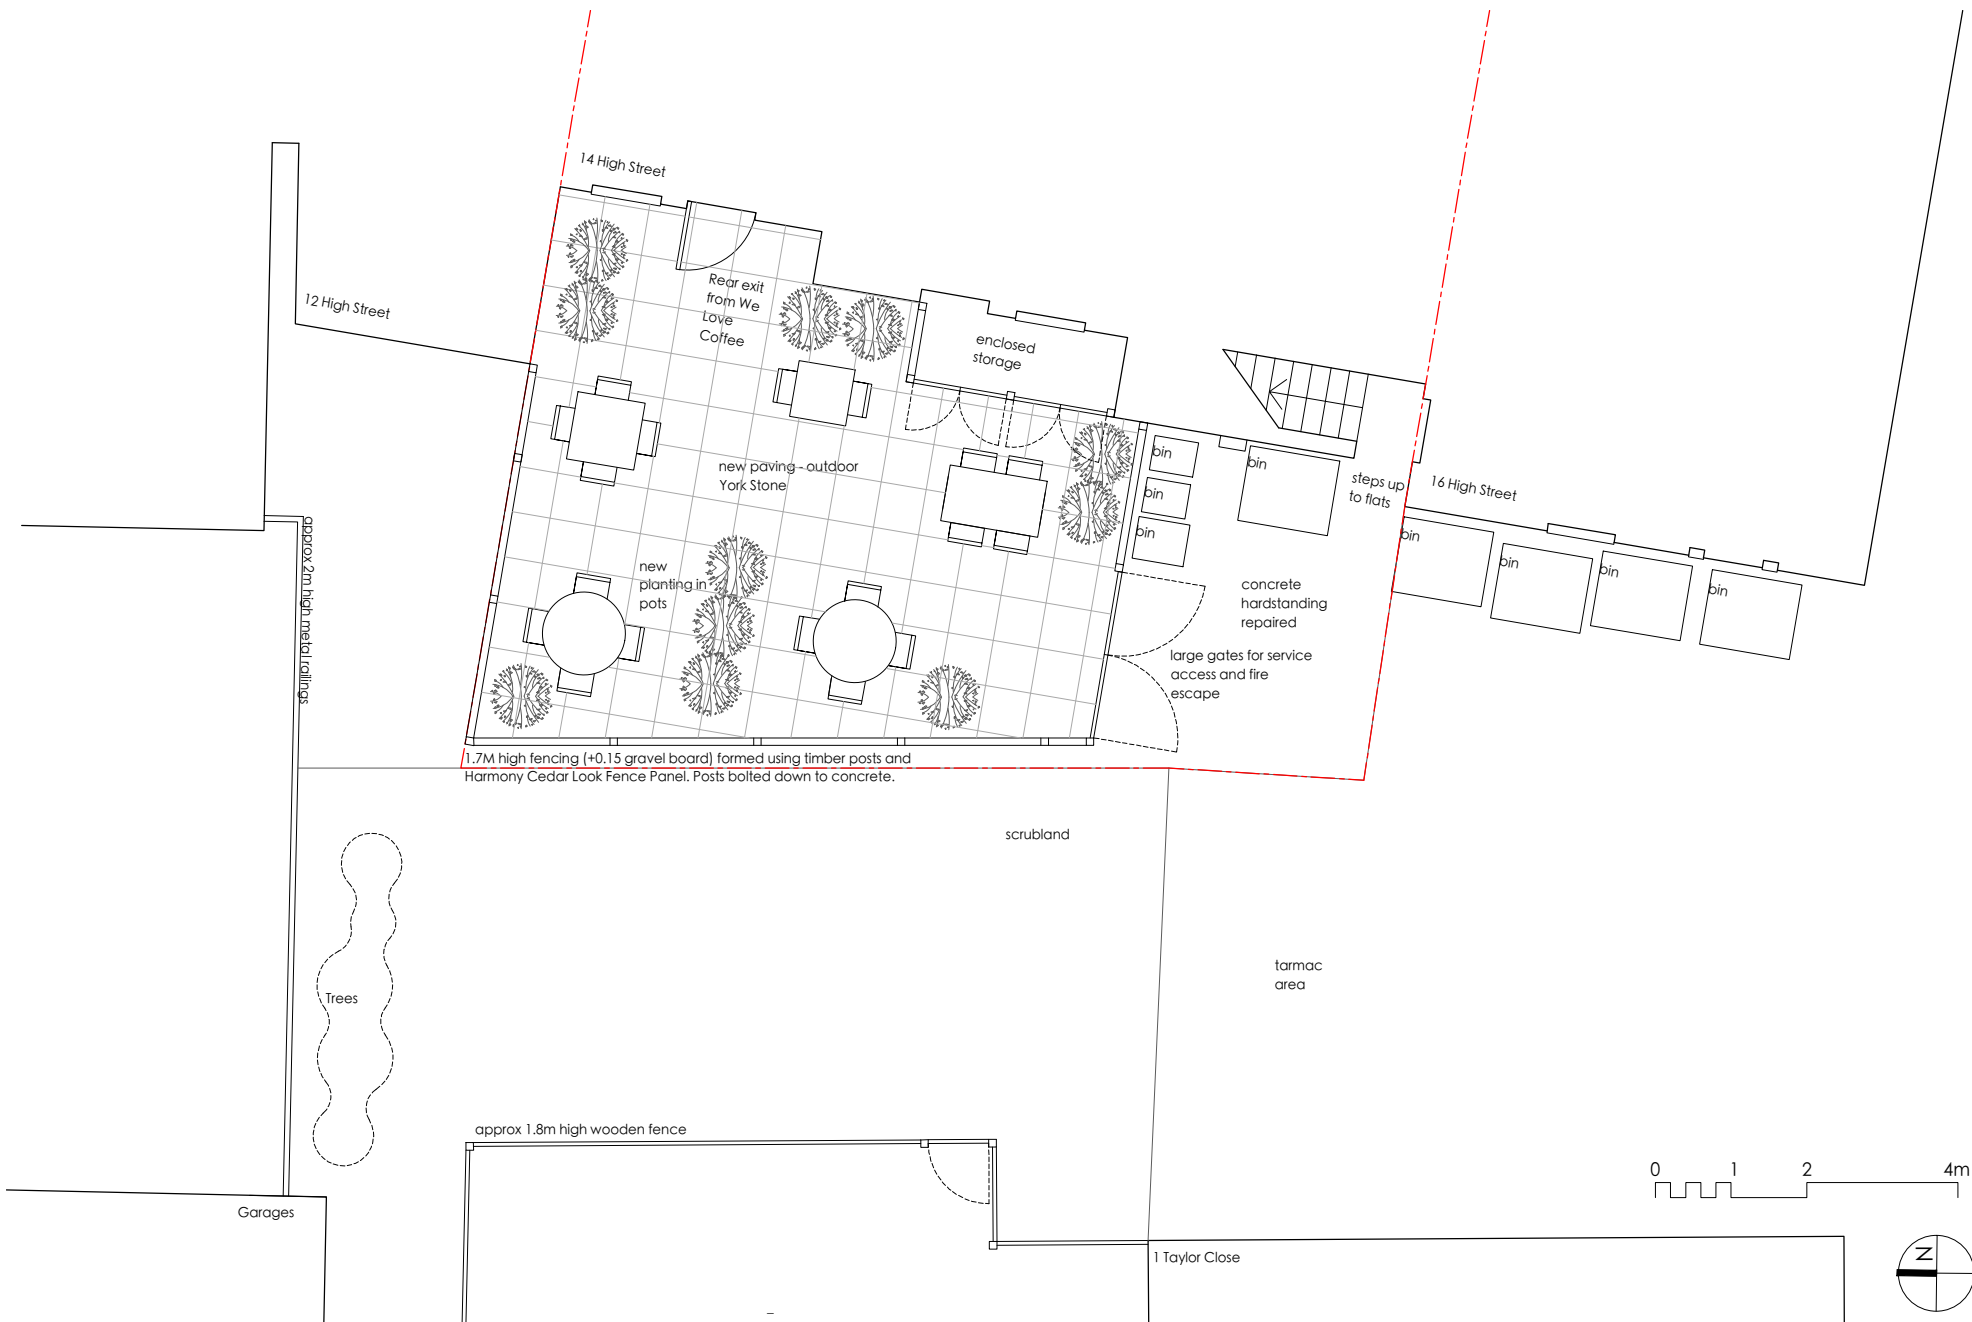 14 High Street
12 High Street
Rear exit
from We
Love
Coffee
enclosed
storage
new paving - outdoor
York Stone
bin
bin
bin
bin
steps up
to flats
16 High Street
bin
bin
bin
bin
approx 2m high metal railings
new
planting in
pots
concrete
hardstanding
repaired
large gates for service
access and fire
escape
1.7M high fencing (+0.15 gravel board) formed using timber posts and
Harmony Cedar Look Fence Panel. Posts bolted down to concrete.
scrubland
tarmac
area
Trees
approx 1.8m high wooden fence
Garages
1 Taylor Close
0 1 2 4m
N